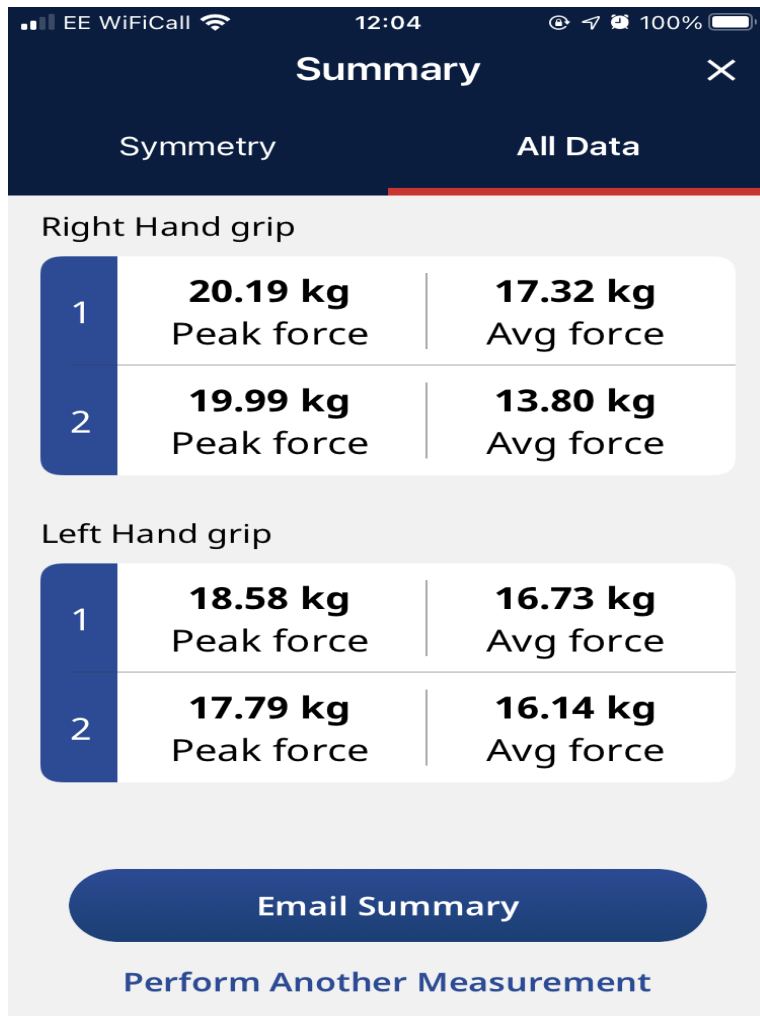 EE WiFiCall 12:04 100%
Summary
Symmetry All Data
Right Hand grip
1 20.19 kg 17.32 kg
Peak force Avg force
2 19.99 kg 13.80 kg
Peak force Avg force
Left Hand grip
1 18.58 kg 16.73 kg
Peak force Avg force
2 17.79 kg 16.14 kg
Peak force Avg force
Email Summary
Perform Another Measurement